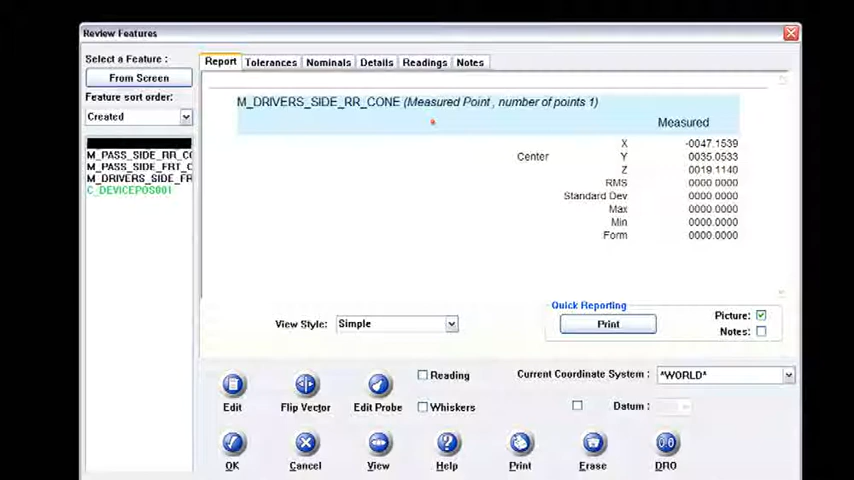 Review Features
Select a Feature :
From Screen
Feature sort order:
Created
M_PASS_SIDE_RR_CC
M_PASS_SIDE_FRT_C
M_DRIVERS_SIDE_FR
C_DEVICEPOS001
Report Tolerances Nominals Details Readings Notes
M_DRIVERS_SIDE_RR_CONE (Measured Point , number of points 1)
Measured
X -0047.1539
Center Y 0035.0533
Z 0019.1140
RMS 0000.0000
Standard Dev 0000.0000
Max 0000.0000
Min 0000.0000
Form 0000.0000
Quick Reporting
View Style: Simple
Print
Picture:
Notes:
Reading
Current Coordinate System : *WORLD*
Edit Flip Vector Edit Probe
Whiskers
Datum :
OK Cancel View Help Print Erase DRO